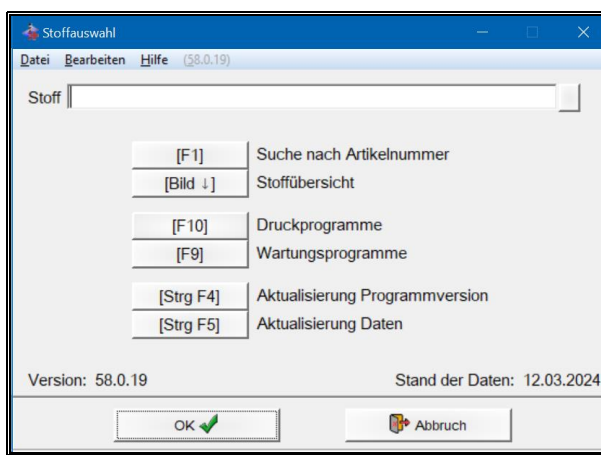 Stoffauswahl
Datei Bearbeiten Hilfe (58.0.19)
Stoff
[F1] Suche nach Artikelnummer
[Bild ↓] Stoffübersicht
[F10] Druckprogramme
[F9] Wartungsprogramme
[Strg F4] Aktualisierung Programmversion
[Strg F5] Aktualisierung Daten
Version: 58.0.19 Stand der Daten: 12.03.2024
OK Abbruch